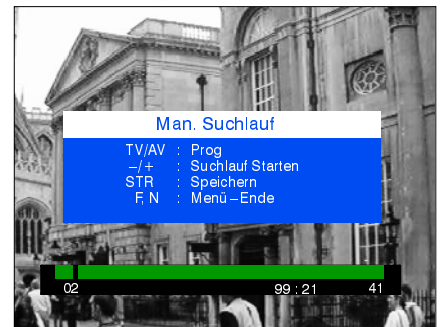 Man. Suchlauf
TV/AV : Prog
–/+ : Suchlauf Starten
STR : Speichern
F, N : Menü – Ende
02 99 : 21 41